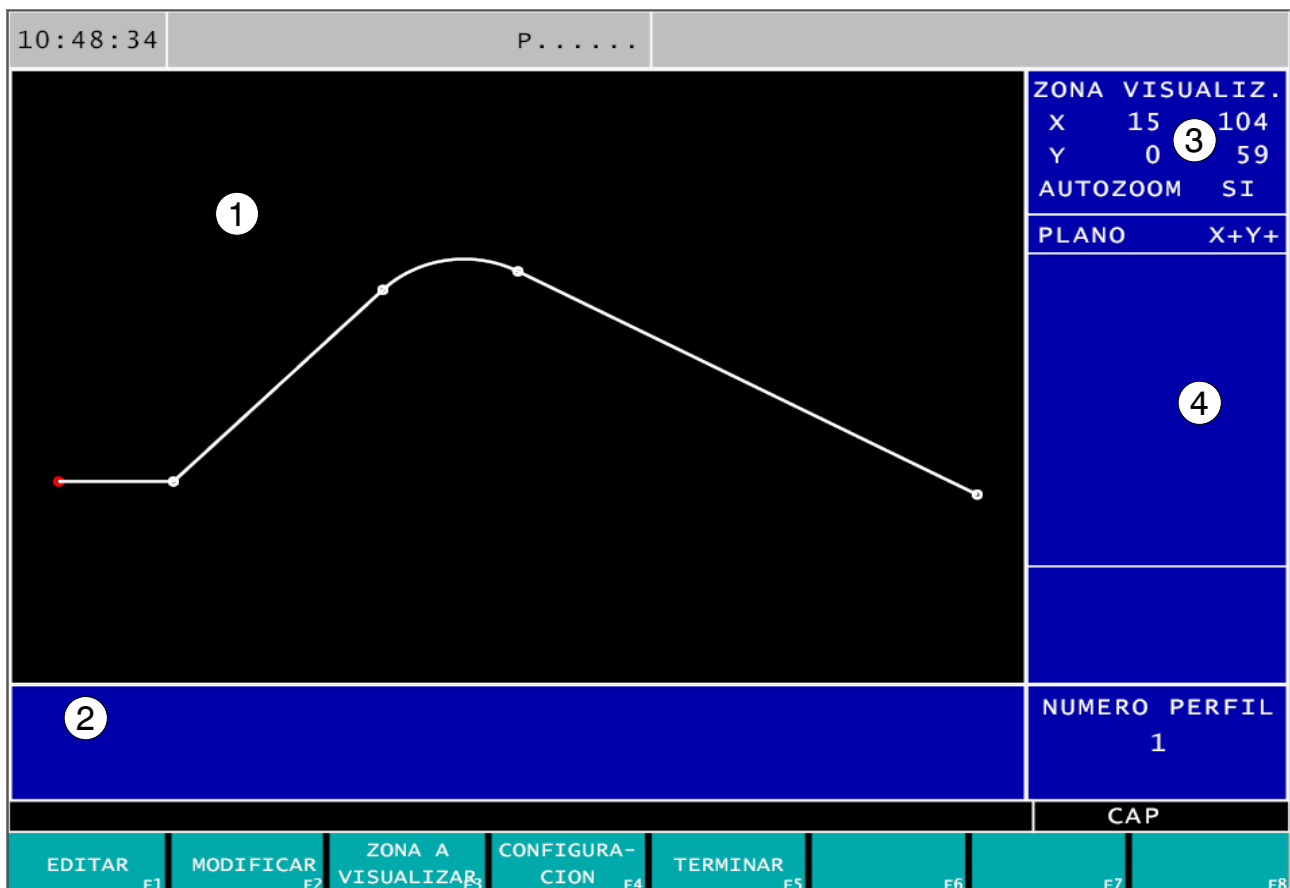 10:48:34 P......
ZONA VISUALIZ.
X 15 104
Y 0 59
AUTOZOOM SI
PLANO X+Y+
1
3
4
2
NUMERO PERFIL
1
CAP
EDITAR F1
MODIFICAR F2
ZONA A
VISUALIZAR F3
CONFIGURA-
CION F4
TERMINAR F5
F6
F7
F8